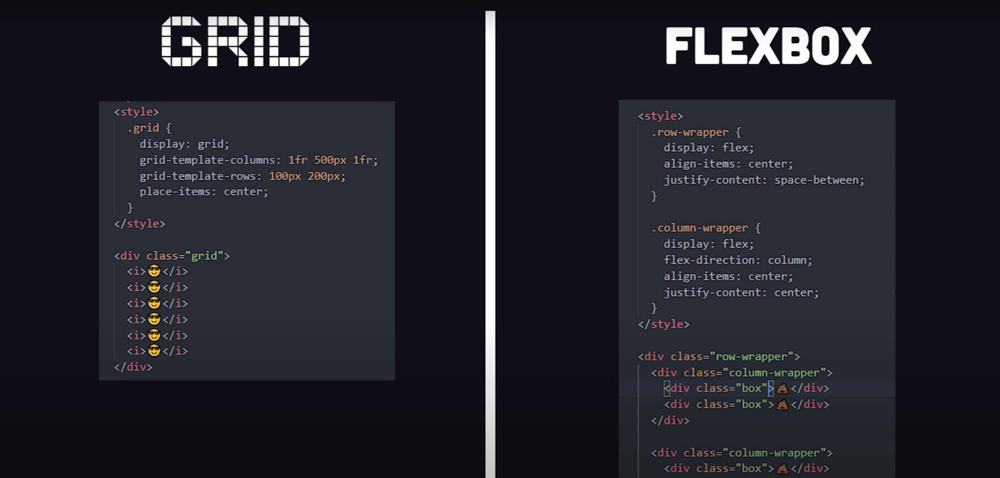 GRID
<style>
.grid {
display: grid;
grid-template-columns: 1fr 500px 1fr;
grid-template-rows: 100px 200px;
place-items: center;
}
</style>
<div class="grid">
<i>😎</i>
<i>😎</i>
<i>😎</i>
<i>😎</i>
<i>😎</i>
<i>😎</i>
</div>
FLEXBOX
<style>
.row-wrapper {
display: flex;
align-items: center;
justify-content: space-between;
}
.column-wrapper {
display: flex;
flex-direction: column;
align-items: center;
justify-content: center;
}
</style>
<div class="row-wrapper">
<div class="column-wrapper">
<div class="box">💩</div>
<div class="box">💩</div>
</div>
<div class="column-wrapper">
<div class="box">💩</div>